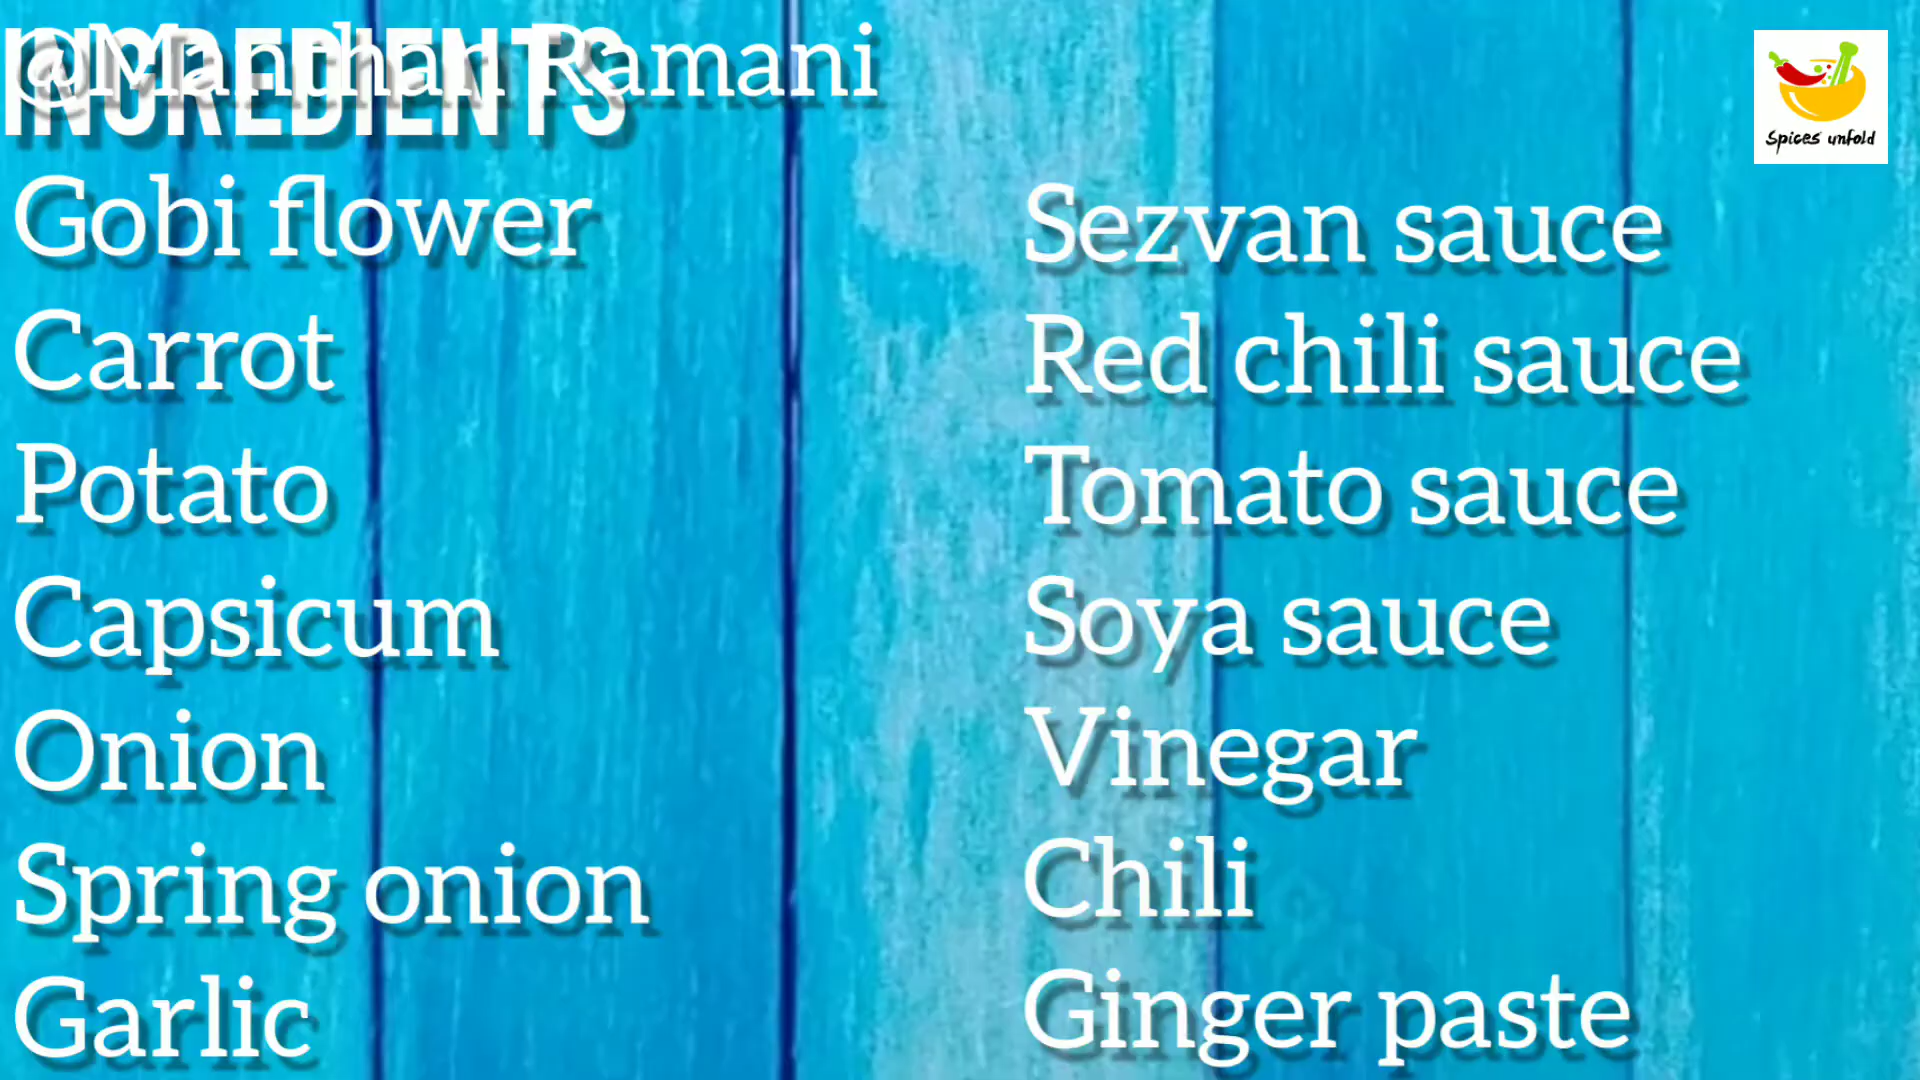 @Manthan Ramani
INGREDIENTS
Spices unfold
Gobi flower
Carrot
Potato
Capsicum
Onion
Spring onion
Garlic
Sezvan sauce
Red chili sauce
Tomato sauce
Soya sauce
Vinegar
Chili
Ginger paste